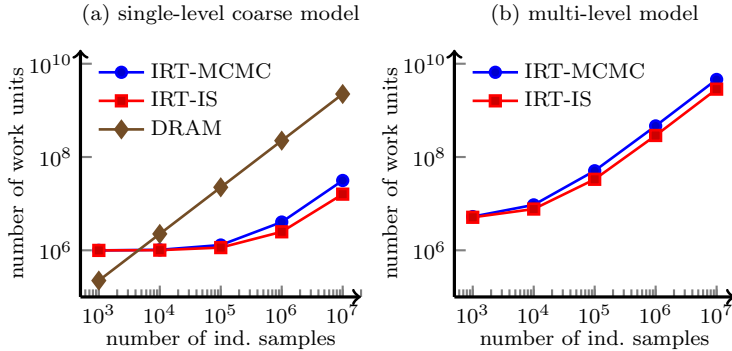 (a) single-level coarse model
number of work units
10^10
10^8
10^6
IRT-MCMC
IRT-IS
DRAM
10^3 10^4 10^5 10^6 10^7
number of ind. samples
(b) multi-level model
number of work units
10^10
10^8
10^6
IRT-MCMC
IRT-IS
10^3 10^4 10^5 10^6 10^7
number of ind. samples